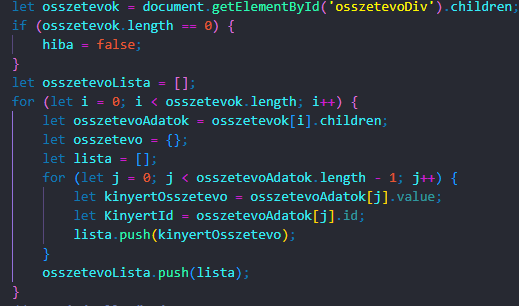 let osszetevok = document.getElementById('osszetevoDiv').children;
if (osszetevok.length == 0) {
hiba = false;
}
let osszetevoLista = [];
for (let i = 0; i < osszetevok.length; i++) {
let osszetevoAdatok = osszetevok[i].children;
let osszetevo = {};
let lista = [];
for (let j = 0; j < osszetevoAdatok.length - 1; j++) {
let kinyertOsszetevo = osszetevoAdatok[j].value;
let KinyertId = osszetevoAdatok[j].id;
lista.push(kinyertOsszetevo);
}
osszetevoLista.push(lista);
}